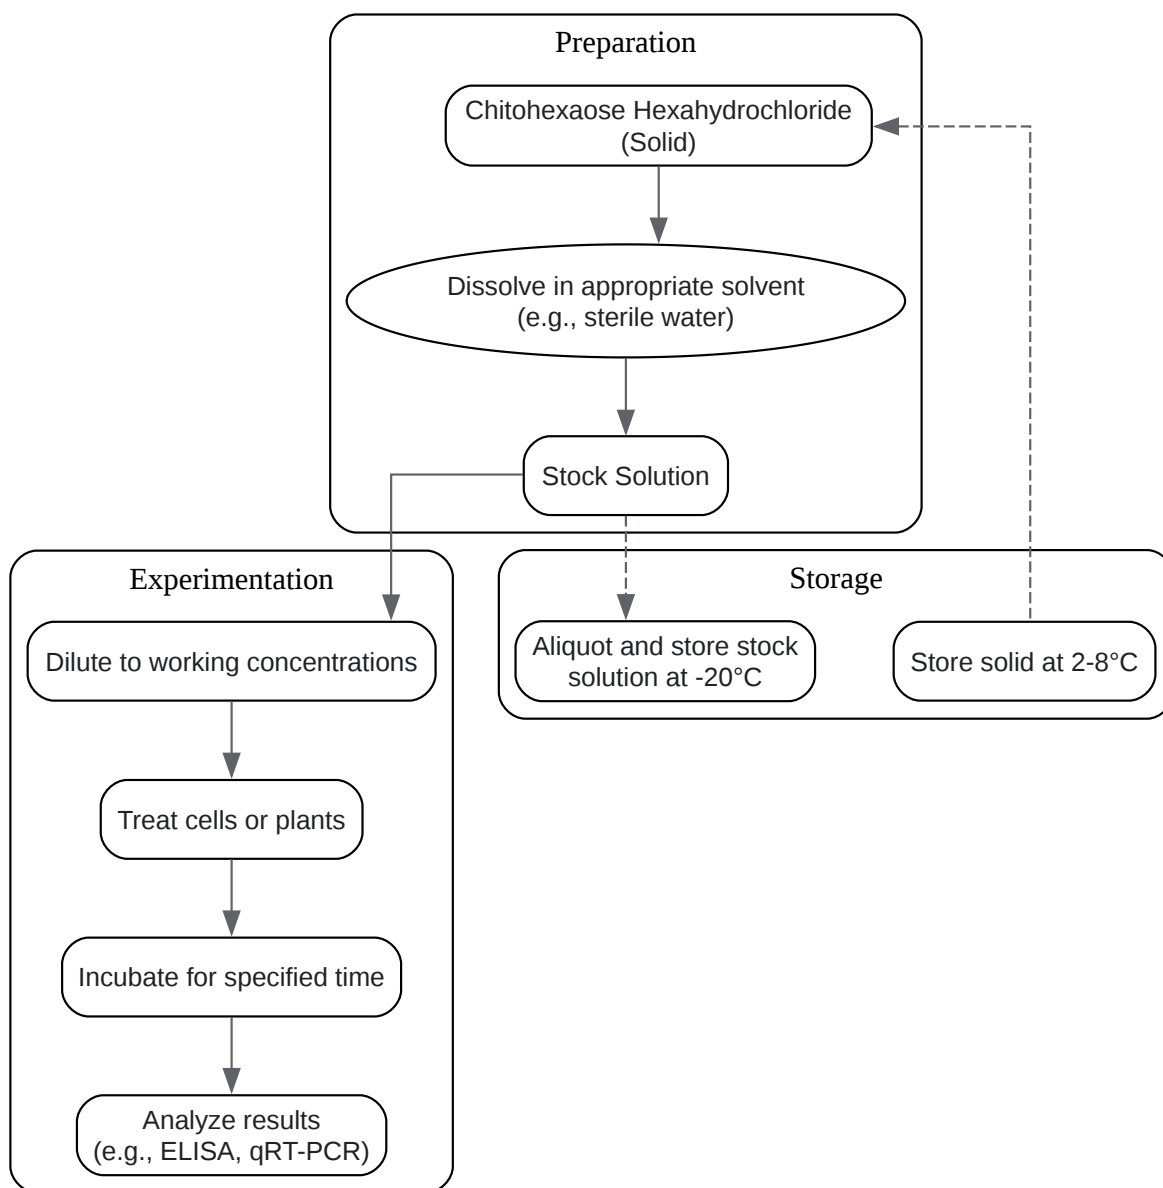 Preparation
Chitohexaose Hexahydrochloride
(Solid)
Dissolve in appropriate solvent
(e.g., sterile water)
Stock Solution
Experimentation
Dilute to working concentrations
Treat cells or plants
Incubate for specified time
Analyze results
(e.g., ELISA, qRT-PCR)
Storage
Aliquot and store stock
solution at -20°C
Store solid at 2-8°C